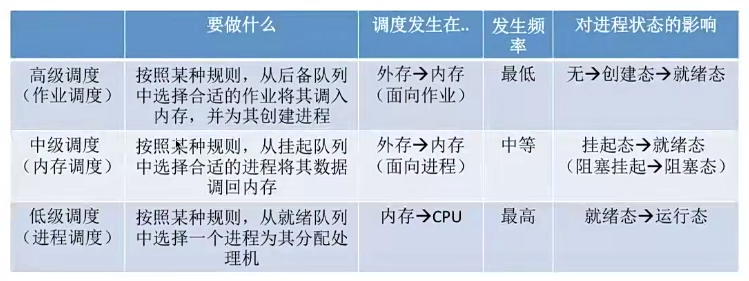 要做什么
调度发生在..
发生频
率
对进程状态的影响
高级调度
（作业调度）
按照某种规则，从后备队列
中选择合适的作业将其调入
内存，并为其创建进程
外存→内存
（面向作业）
最低
无→创建态→就绪态
中级调度
（内存调度）
按照某种规则，从挂起队列
中选择合适的进程将其数据
调回内存
外存→内存
（面向进程）
中等
挂起态→就绪态
（阻塞挂起→阻塞态）
低级调度
（进程调度）
按照某种规则，从就绪队列
中选择一个进程为其分配处
理机
内存→CPU
最高
就绪态→运行态